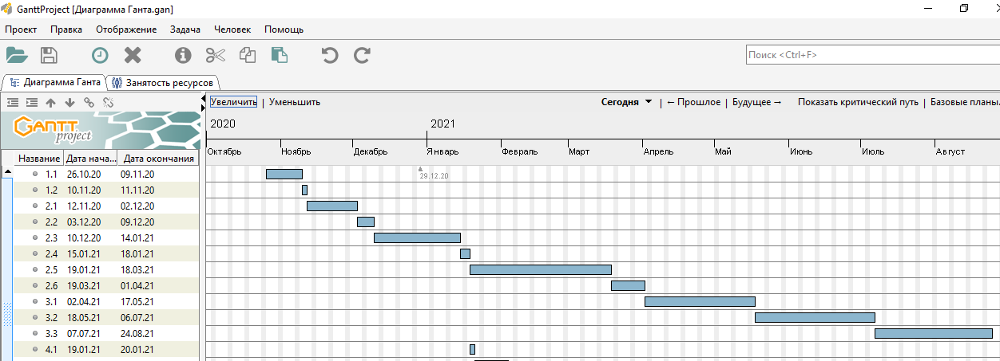 GanttProject [Диаграмма Ганта.gan]
Проект Правка Отображение Задача Человек Помощь
Поиск <Ctrl+F>
Диаграмма Ганта Занятость ресурсов
Увеличить | Уменьшить Сегодня | ← Прошлое | Будущее → Показать критический путь | Базовые планы.
GANTT project
2020 2021
Октябрь Ноябрь Декабрь Январь Февраль Март Апрель Май Июнь Июль Август
Название Дата нача... Дата окончания
1.1 26.10.20 09.11.20
29.12.20
1.2 10.11.20 11.11.20
2.1 12.11.20 02.12.20
2.2 03.12.20 09.12.20
2.3 10.12.20 14.01.21
2.4 15.01.21 18.01.21
2.5 19.01.21 18.03.21
2.6 19.03.21 01.04.21
3.1 02.04.21 17.05.21
3.2 18.05.21 06.07.21
3.3 07.07.21 24.08.21
4.1 19.01.21 20.01.21